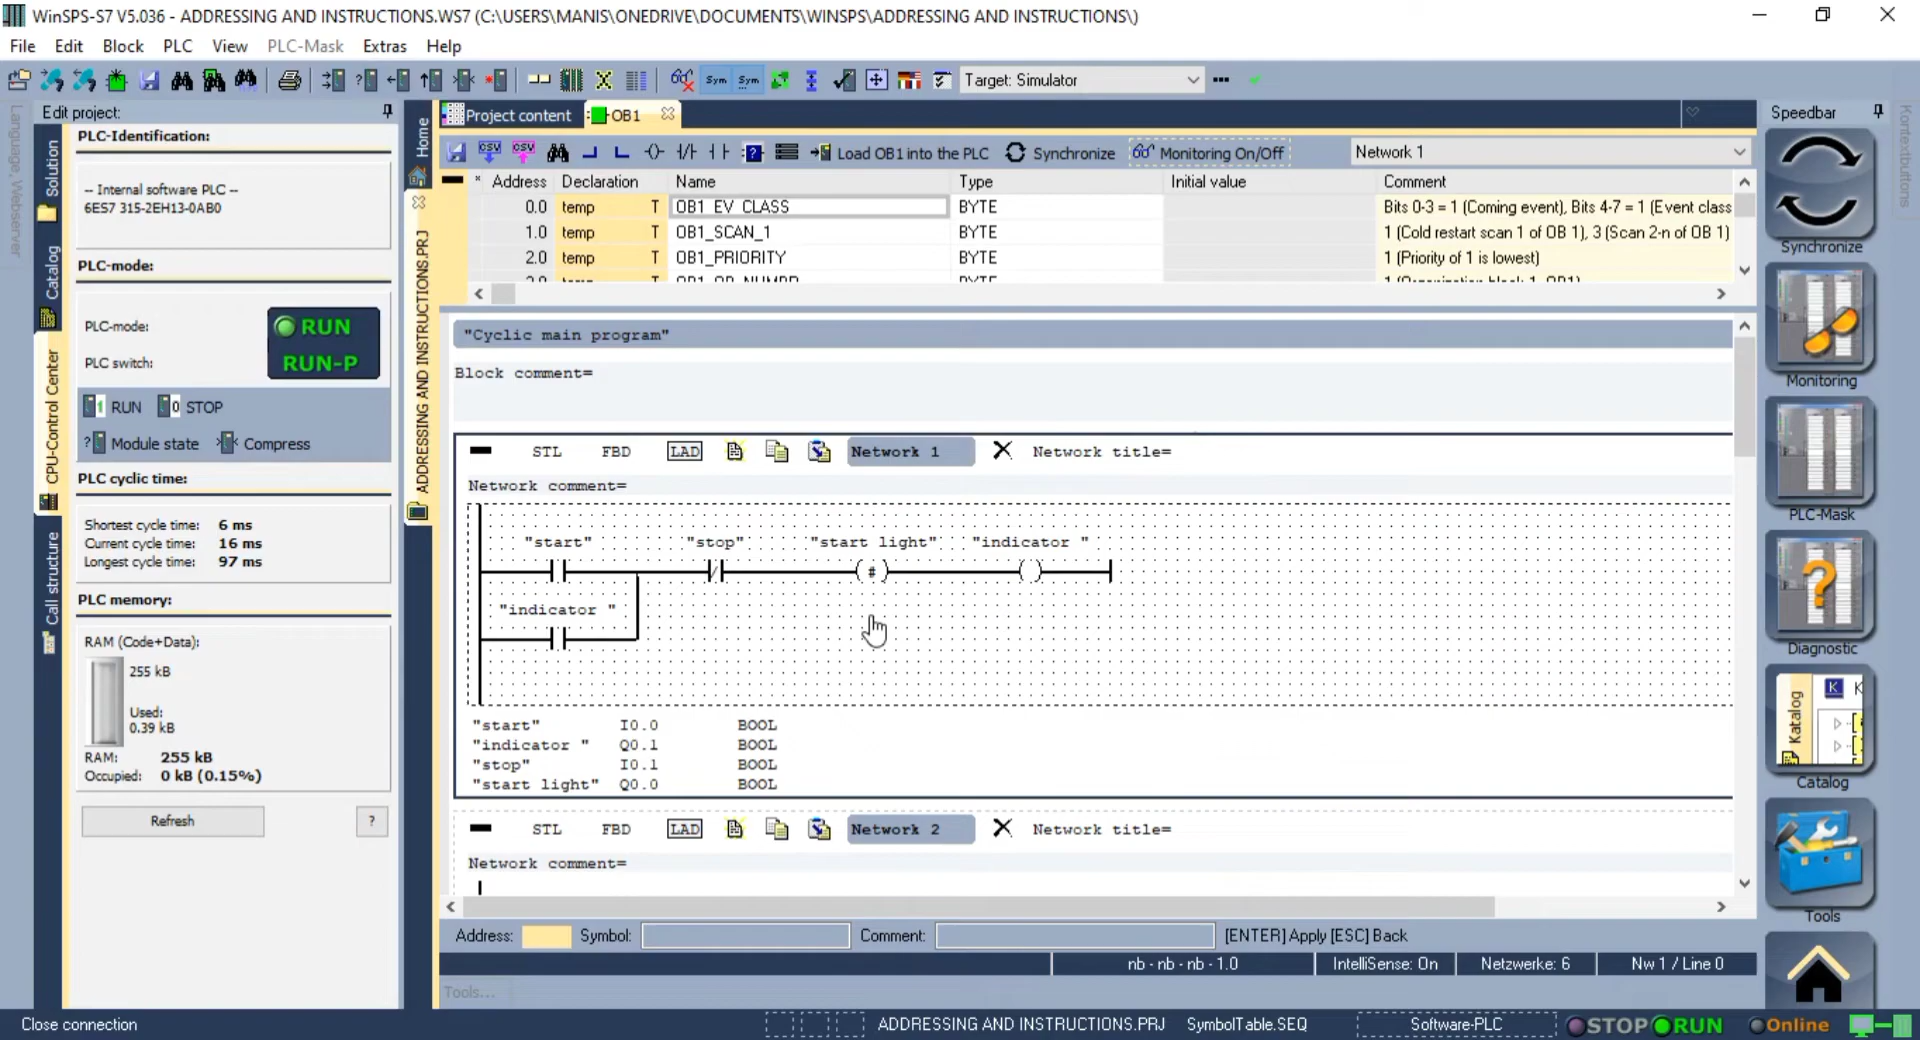 WinSPS-S7 V5.036 - ADDRESSING AND INSTRUCTIONS.WS7 (C:\USERS\MANIS\ONEDRIVE\DOCUMENTS\WINSPS\ADDRESSING AND INSTRUCTIONS\)
File Edit Block PLC View PLC-Mask Extras Help
Sym Sym Target: Simulator
Language, Webserver
Solution
Catalog
CPU-Control Center
Call structure
Edit project:
PLC-Identification:
-- Internal software PLC --
6ES7 315-2EH13-0AB0
PLC-mode:
PLC-mode: RUN
PLC switch: RUN-P
RUN STOP
Module state Compress
PLC cyclic time:
Shortest cycle time: 6 ms
Current cycle time: 16 ms
Longest cycle time: 97 ms
PLC memory:
RAM (Code+Data):
255 kB
Used:
0.39 kB
RAM: 255 kB
Occupied: 0 kB (0.15%)
Refresh ?
Home
ADDRESSING AND INSTRUCTIONS.PRJ
Project content OB1
CSV CSV Load OB1 into the PLC Synchronize Monitoring On/Off Network 1
* Address Declaration Name Type Initial value Comment
0.0 temp T OB1_EV_CLASS BYTE Bits 0-3 = 1 (Coming event), Bits 4-7 = 1 (Event class
1.0 temp T OB1_SCAN_1 BYTE 1 (Cold restart scan 1 of OB 1), 3 (Scan 2-n of OB 1)
2.0 temp T OB1_PRIORITY BYTE 1 (Priority of 1 is lowest)
"Cyclic main program"
Block comment=
STL FBD LAD Network 1 Network title=
Network comment=
"start" "stop" "start light" "indicator "
#
"indicator "
"start" I0.0 BOOL
"indicator " Q0.1 BOOL
"stop" I0.1 BOOL
"start light" Q0.0 BOOL
STL FBD LAD Network 2 Network title=
Network comment=
Address: Symbol: Comment: [ENTER] Apply [ESC] Back
nb - nb - nb - 1.0 IntelliSense: On Netzwerke: 6 Nw 1 / Line 0
Tools...
Speedbar
Synchronize
Monitoring
PLC-Mask
Diagnostic
Katalog
K
Catalog
Tools
Kontextbuttons
Close connection ADDRESSING AND INSTRUCTIONS.PRJ SymbolTable.SEQ Software-PLC STOP RUN Online